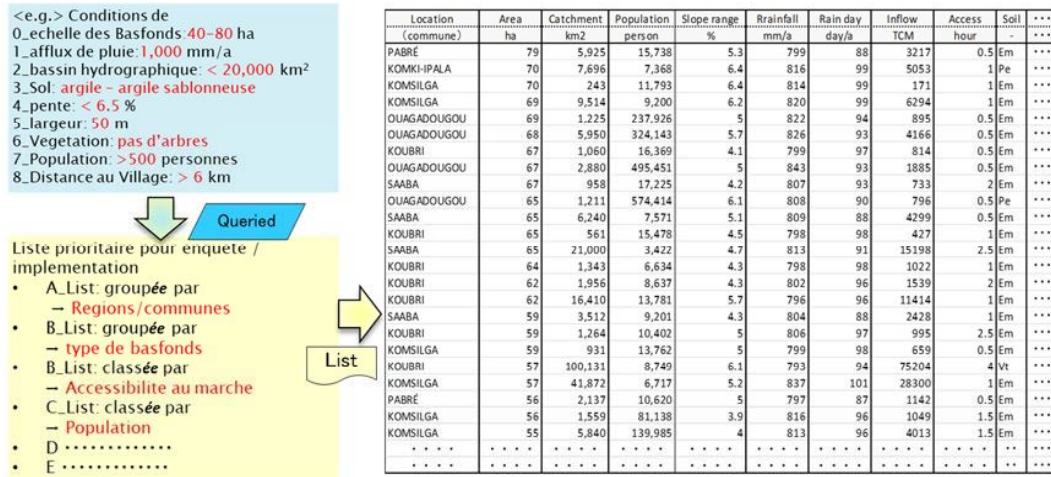 <e.g.> Conditions de
0_echelle des Basfonds: 40–80 ha
1_afflux de pluie: 1,000 mm/a
2_bassin hydrographique: < 20,000 km²
3_Sol: argile – argile sablonneuse
4_pente: < 6.5 %
5_largeur: 50 m
6_Vegetation: pas d'arbres
7_Population: >500 personnes
8_Distance au Village: > 6 km
Queried
Liste prioritaire pour enquete /
implementation
• A_List: groupée par
→ Regions/communes
• B_List: groupée par
→ type de basfonds
• B_List: classée par
→ Accessibilite au marche
• C_List: classée par
→ Population
• D ·············
• E ·············
List
Location Area Catchment Population Slope range Rrainfall Rain day Inflow Access Soil ···
(commune) ha km2 person % mm/a day/a TCM hour - ···
PABRÉ 79 5,925 15,738 5.3 799 88 3217 0.5 Em ···
KOMKI-IPALA 70 7,696 7,368 6.4 816 99 5053 1 Pe ···
KOMSILGA 70 243 11,793 6.4 814 99 171 1 Em ···
KOMSILGA 69 9,514 9,200 6.2 820 99 6294 1 Em ···
OUAGADOUGOU 69 1,225 237,926 5 822 94 895 0.5 Em ···
OUAGADOUGOU 68 5,950 324,143 5.7 826 93 4166 0.5 Em ···
KOUBRI 67 1,060 16,369 4.1 799 97 814 0.5 Em ···
OUAGADOUGOU 67 2,880 495,451 5 843 93 1885 0.5 Em ···
SAABA 67 958 17,225 4.2 807 93 733 2 Em ···
OUAGADOUGOU 65 1,211 574,414 6.1 808 90 796 0.5 Pe ···
SAABA 65 6,240 7,571 5.1 809 88 4299 0.5 Em ···
KOUBRI 65 561 15,478 4.5 798 98 427 1 Em ···
SAABA 65 21,000 3,422 4.7 813 91 15198 2.5 Em ···
KOUBRI 64 1,343 6,634 4.3 798 98 1022 1 Em ···
KOUBRI 62 1,956 8,637 4.3 802 96 1539 2 Em ···
KOUBRI 62 16,410 13,781 5.7 796 96 11414 1 Em ···
SAABA 59 3,512 9,201 4.3 804 88 2428 1 Em ···
KOUBRI 59 1,264 10,402 5 806 97 995 2.5 Em ···
KOMSILGA 59 931 13,762 5 799 98 659 0.5 Em ···
KOUBRI 57 100,131 8,749 6.1 793 94 75204 4 Vt ···
KOMSILGA 57 41,872 6,717 5.2 837 101 28300 1 Em ···
PABRÉ 56 2,137 10,620 5 797 87 1142 0.5 Em ···
KOMSILGA 56 1,559 81,138 3.9 816 96 1049 1.5 Em ···
KOMSILGA 55 5,840 139,985 4 813 96 4013 1.5 Em ···
· · · · · · · · · · · · · · · · · · · · · · · · · · · · · · · · · · · · ·· ···
· · · · · · · · · · · · · · · · · · · · · · · · · · · · · · · · · · · · ·· ···